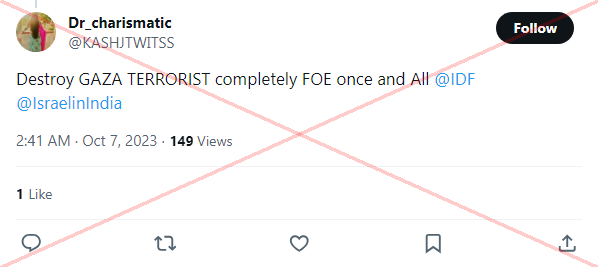 Dr_charismatic
@KASHJTWITSS
Follow
Destroy GAZA TERRORIST completely FOE once and All @IDF
@IsraelinIndia
2:41 AM · Oct 7, 2023 · 149 Views
1 Like